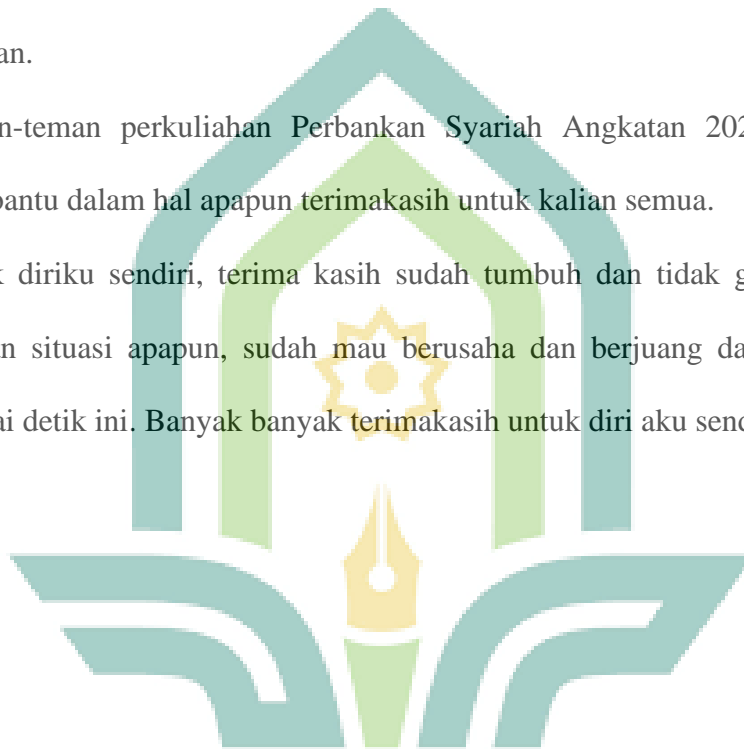 an.
n-teman perkuliahan Perbankan Syariah Angkatan 202
bantu dalam hal apapun terimakasih untuk kalian semua.
k diriku sendiri, terima kasih sudah tumbuh dan tidak g
an situasi apapun, sudah mau berusaha dan berjuang da
ai detik ini. Banyak banyak terimakasih untuk diri aku send